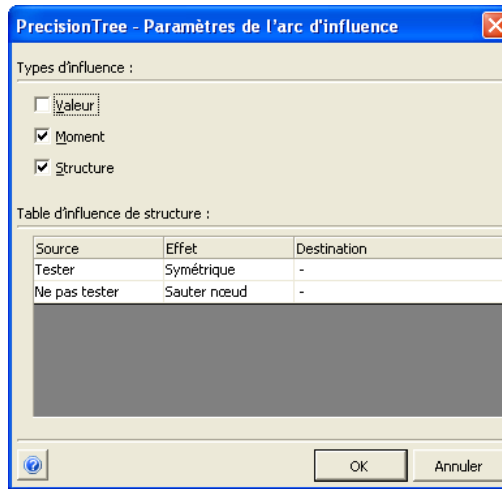 PrecisionTree - Paramètres de l'arc d'influence
Types d'influence :
Valeur
Moment
Structure
Table d'influence de structure :
Source Effet Destination
Tester Symétrique -
Ne pas tester Sauter nœud -
OK Annuler